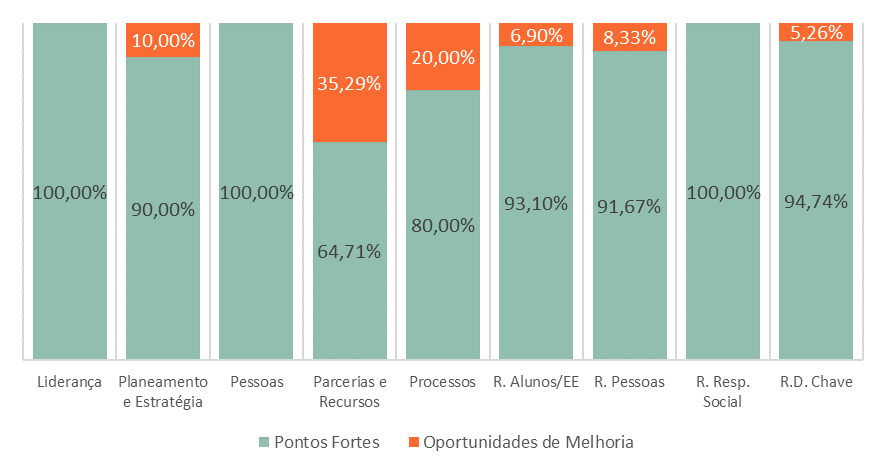 10,00%
35,29%
20,00%
6,90%
8,33%
5,26%
100,00%
90,00%
100,00%
64,71%
80,00%
93,10%
91,67%
100,00%
94,74%
Liderança
Planeamento
e Estratégia
Pessoas
Parcerias e
Recursos
Processos
R. Alunos/EE
R. Pessoas
R. Resp.
Social
R.D. Chave
Pontos Fortes
Oportunidades de Melhoria